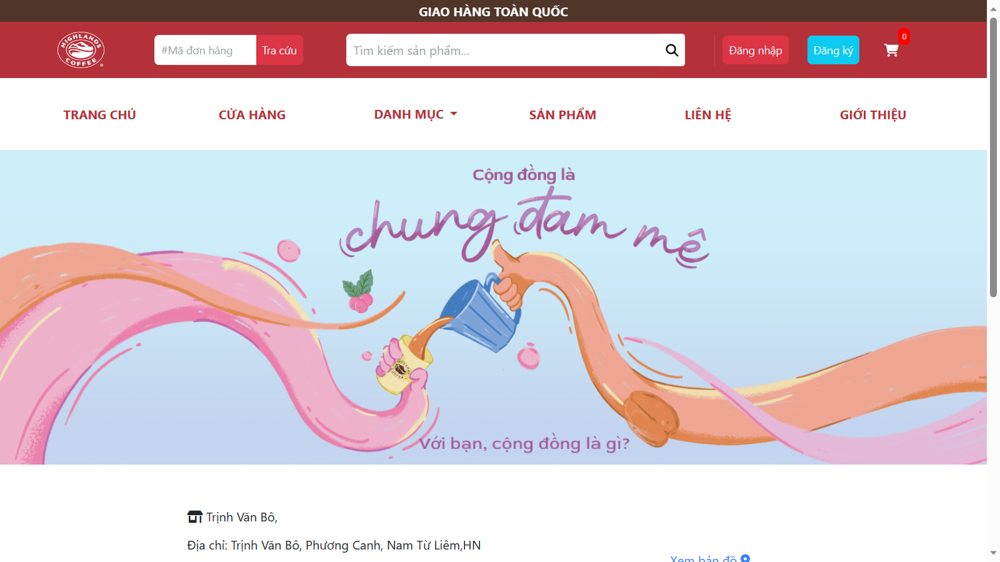 GIAO HÀNG TOÀN QUỐC
HIGHLANDS COFFEE ®
#Mã đơn hàng
Tra cứu
Tìm kiếm sản phẩm...
Đăng nhập
Đăng ký
0
TRANG CHỦ
CỬA HÀNG
DANH MỤC
SẢN PHẨM
LIÊN HỆ
GIỚI THIỆU
Cộng đồng là
chung đam mê
HIGHLANDS COFFEE
Với bạn, cộng đồng là gì?
Trịnh Văn Bô,
Địa chỉ: Trịnh Văn Bô, Phương Canh, Nam Từ Liêm,HN
Xem bản đồ